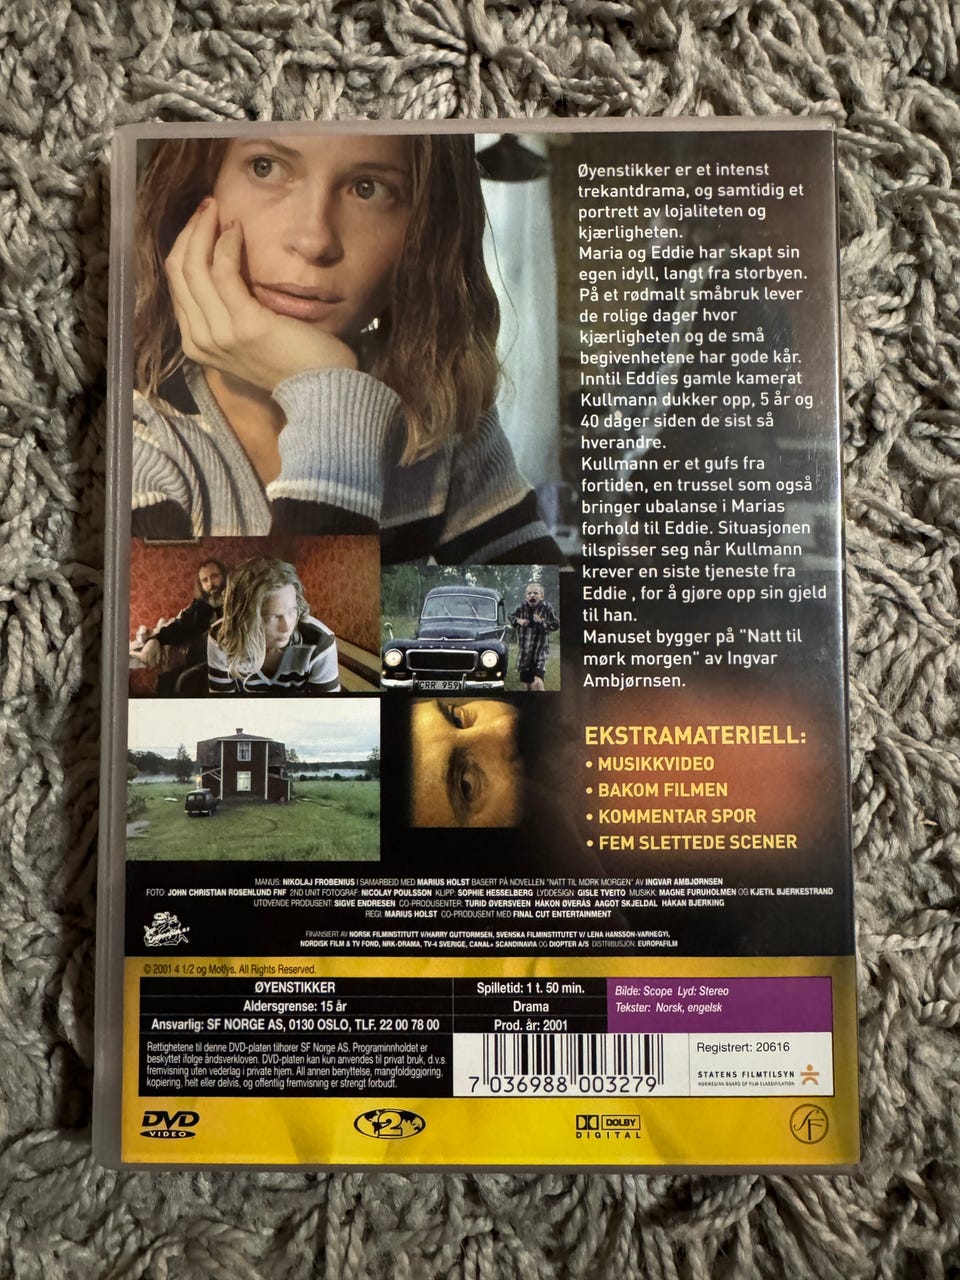 Øyenstikker er et intenst
trekantdrama, og samtidig et
portrett av lojaliteten og
kjærligheten.
Maria og Eddie har skapt sin
egen idyll, langt fra storbyen.
På et rødmalt småbruk lever
de rolige dager hvor
kjærligheten og de små
begivenhetene har gode kår.
Inntil Eddies gamle kamerat
Kullmann dukker opp, 5 år og
40 dager siden de sist så
hverandre.
Kullmann er et gufs fra
fortiden, en trussel som også
bringer ubalanse i Marias
forhold til Eddie. Situasjonen
tilspisser seg når Kullmann
krever en siste tjeneste fra
Eddie , for å gjøre opp sin gjeld
til han.
Manuset bygger på "Natt til
mørk morgen" av Ingvar
Ambjørnsen.
CRR 959
EKSTRAMATERIELL:
• MUSIKKVIDEO
• BAKOM FILMEN
• KOMMENTAR SPOR
• FEM SLETTEDE SCENER
MANUS: NIKOLAJ FROBENIUS I SAMARBEID MED MARIUS HOLST BASERT PÅ NOVELLEN "NATT TIL MØRK MORGEN" AV INGVAR AMBJØRNSEN
FOTO: JOHN CHRISTIAN ROSENLUND FNF 2ND UNIT FOTOGRAF: NICOLAY POULSSON KLIPP: SOPHIE HESSELBERG LYDDESIGN: GISLE TVEITO MUSIKK: MAGNE FURUHOLMEN OG KJETIL BJERKESTRAND
UTØVENDE PRODUSENT: SIGVE ENDRESEN CO-PRODUSENTER: TURID ØVERSVEEN HÅKON ØVERÅS AAGOT SKJELDAL HÅKAN BJERKING
REGI: MARIUS HOLST CO-PRODUSENT MED FINAL CUT ENTERTAINMENT
FINANSIERT AV NORSK FILMINSTITUTT V/HARRY GUTTORMSEN, SVENSKA FILMINSTITUTET V/ LENA HANSSON-VARHEGYI,
NORDISK FILM & TV FOND, NRK-DRAMA, TV-4 SVERIGE, CANAL+ SCANDINAVIA OG DIOPTER A/S DISTRIBUSJON: EUROPAFILM
© 2001 4 1/2 og Motlys. All Rights Reserved.
ØYENSTIKKER
Aldersgrense: 15 år
Ansvarlig: SF NORGE AS, 0130 OSLO, TLF. 22 00 78 00
Spilletid: 1 t. 50 min.
Drama
Prod. år: 2001
Bilde: Scope Lyd: Stereo
Tekster: Norsk, engelsk
Rettighetene til denne DVD-platen tilhører SF Norge AS. Programinnholdet er
beskyttet ifølge åndsverkloven. DVD-platen kan kun anvendes til privat bruk, d.v.s.
fremvisning uten vederlag i private hjem. All annen benyttelse, mangfoldiggjøring,
kopiering, helt eller delvis, og offentlig fremvisning er strengt forbudt.
7 036988 003279
Registrert: 20616
STATENS FILMTILSYN
NORWEGIAN BOARD OF FILM CLASSIFICATION
DVD
VIDEO
2
DOLBY
DIGITAL
SF